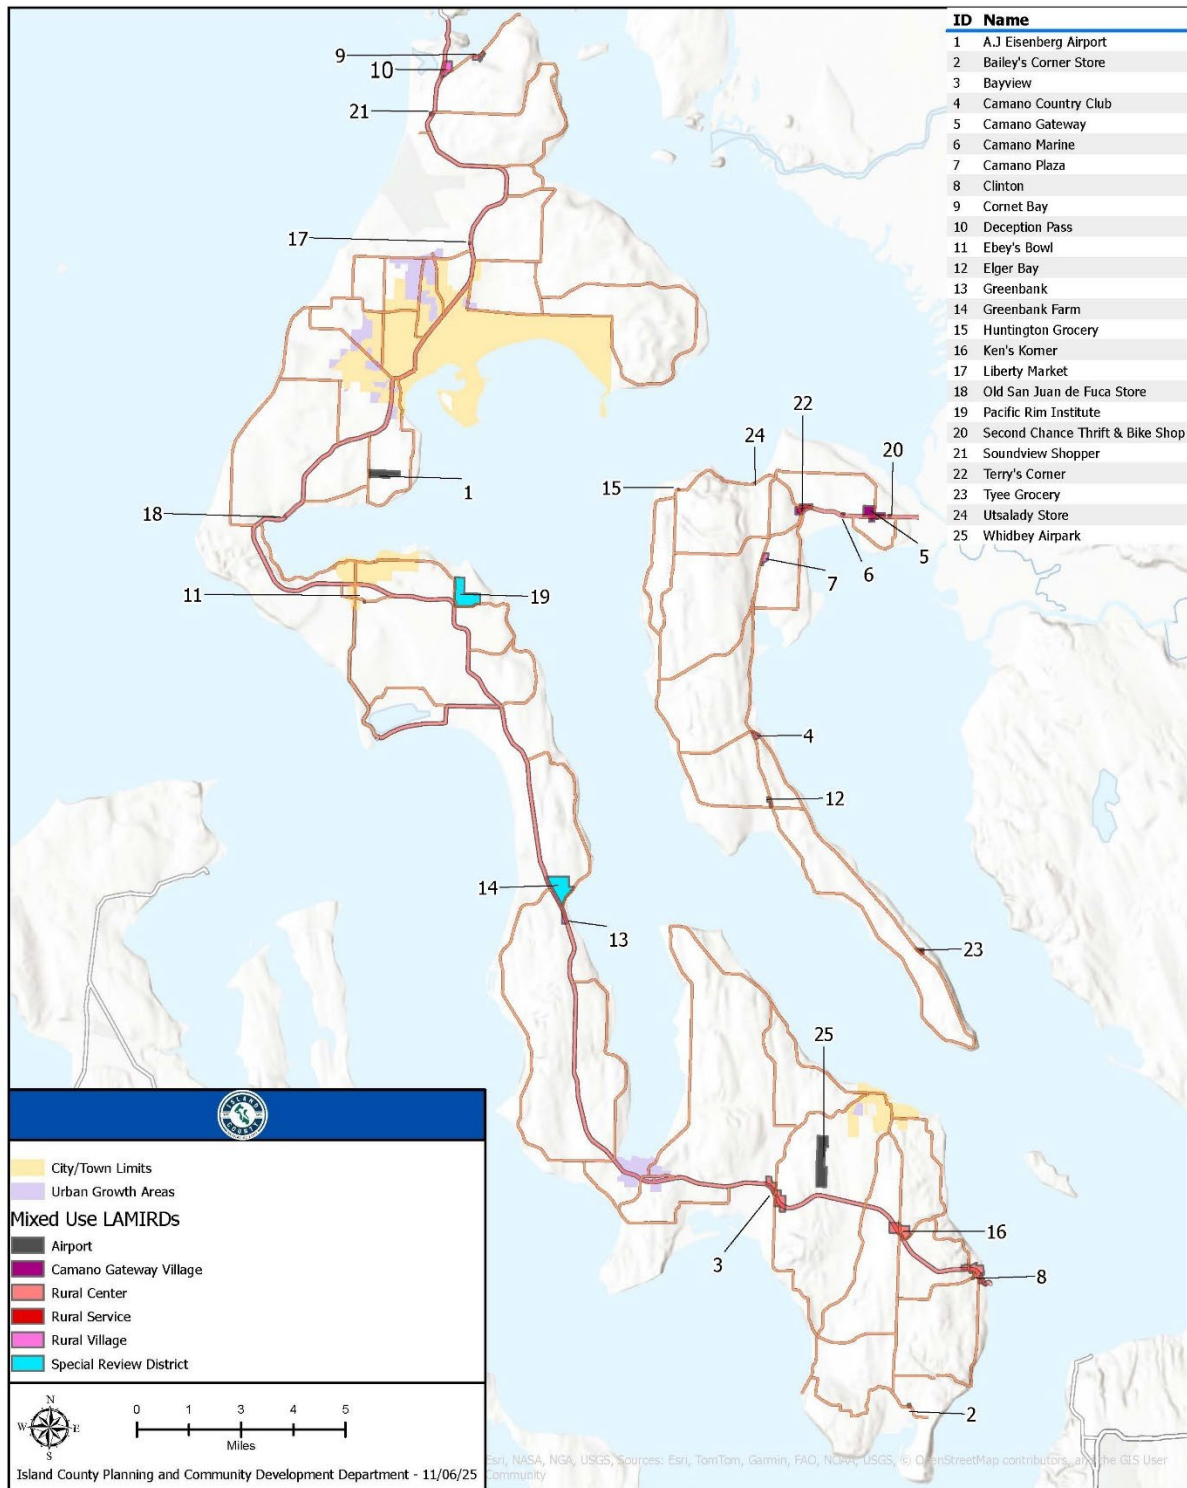 ID Name
1 A.J Eisenberg Airport
2 Bailey's Corner Store
3 Bayview
4 Camano Country Club
5 Camano Gateway
6 Camano Marine
7 Camano Plaza
8 Clinton
9 Cornet Bay
10 Deception Pass
11 Ebey's Bowl
12 Elger Bay
13 Greenbank
14 Greenbank Farm
15 Huntington Grocery
16 Ken's Korner
17 Liberty Market
18 Old San Juan de Fuca Store
19 Pacific Rim Institute
20 Second Chance Thrift & Bike Shop
21 Soundview Shopper
22 Terry's Corner
23 Tyee Grocery
24 Utsalady Store
25 Whidbey Airpark
9
10
21
17
22
24
20
15
1
18
5
6
7
11
19
4
12
14
13
23
25
16
3
8
2
ISLAND COUNTY
City/Town Limits
Urban Growth Areas
Mixed Use LAMIRDs
Airport
Camano Gateway Village
Rural Center
Rural Service
Rural Village
Special Review District
N
W E
S
0 1 3 4 5
Miles
Island County Planning and Community Development Department - 11/06/25
Esri, NASA, NGA, USGS, Sources: Esri, TomTom, Garmin, FAO, NOAA, USGS, © OpenStreetMap contributors, and the GIS User
Community